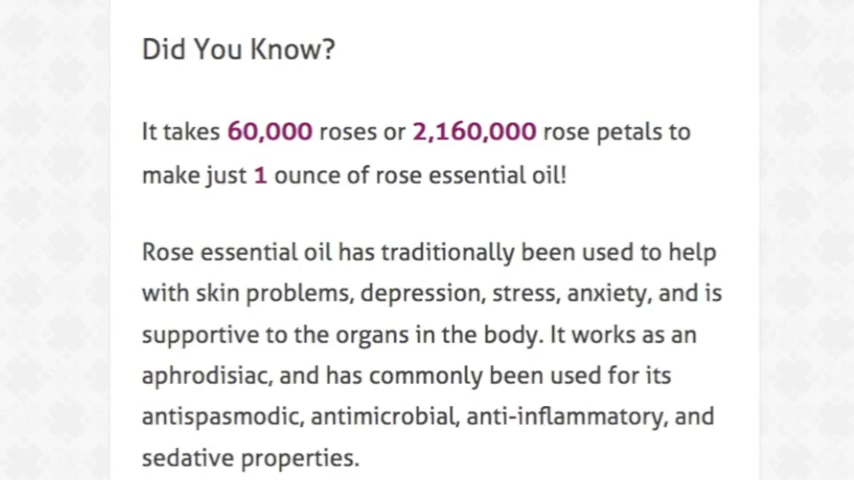 Did You Know?
It takes 60,000 roses or 2,160,000 rose petals to
make just 1 ounce of rose essential oil!
Rose essential oil has traditionally been used to help
with skin problems, depression, stress, anxiety, and is
supportive to the organs in the body. It works as an
aphrodisiac, and has commonly been used for its
antispasmodic, antimicrobial, anti-inflammatory, and
sedative properties.